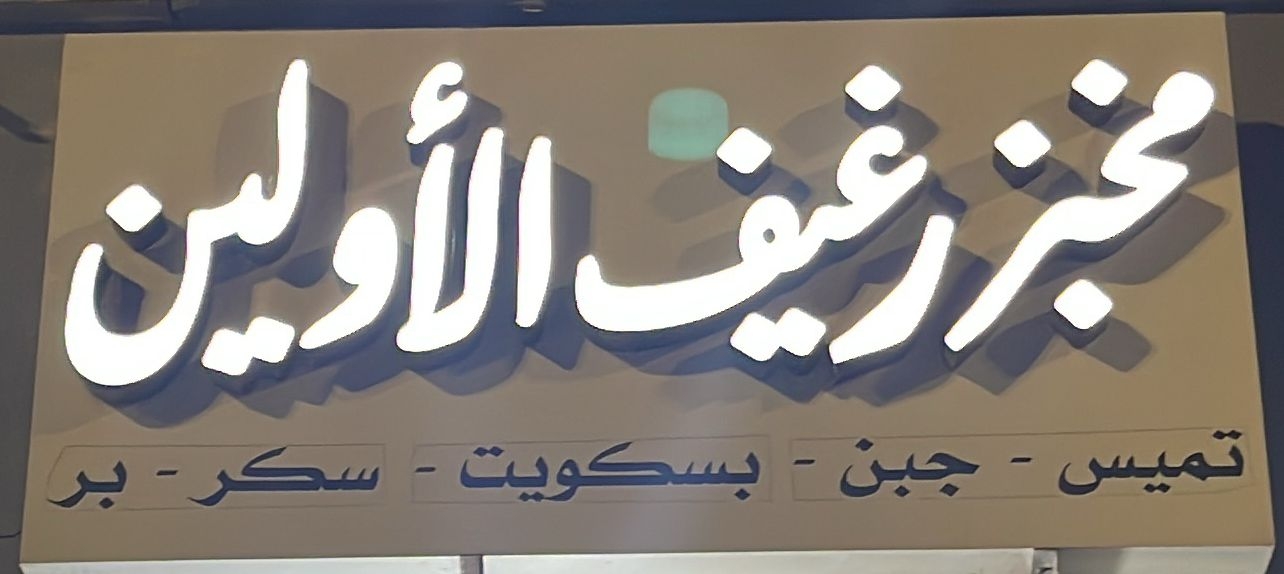 مخبز رغيف الأولين
تميس - جبن - بسكويت - سكر - بر